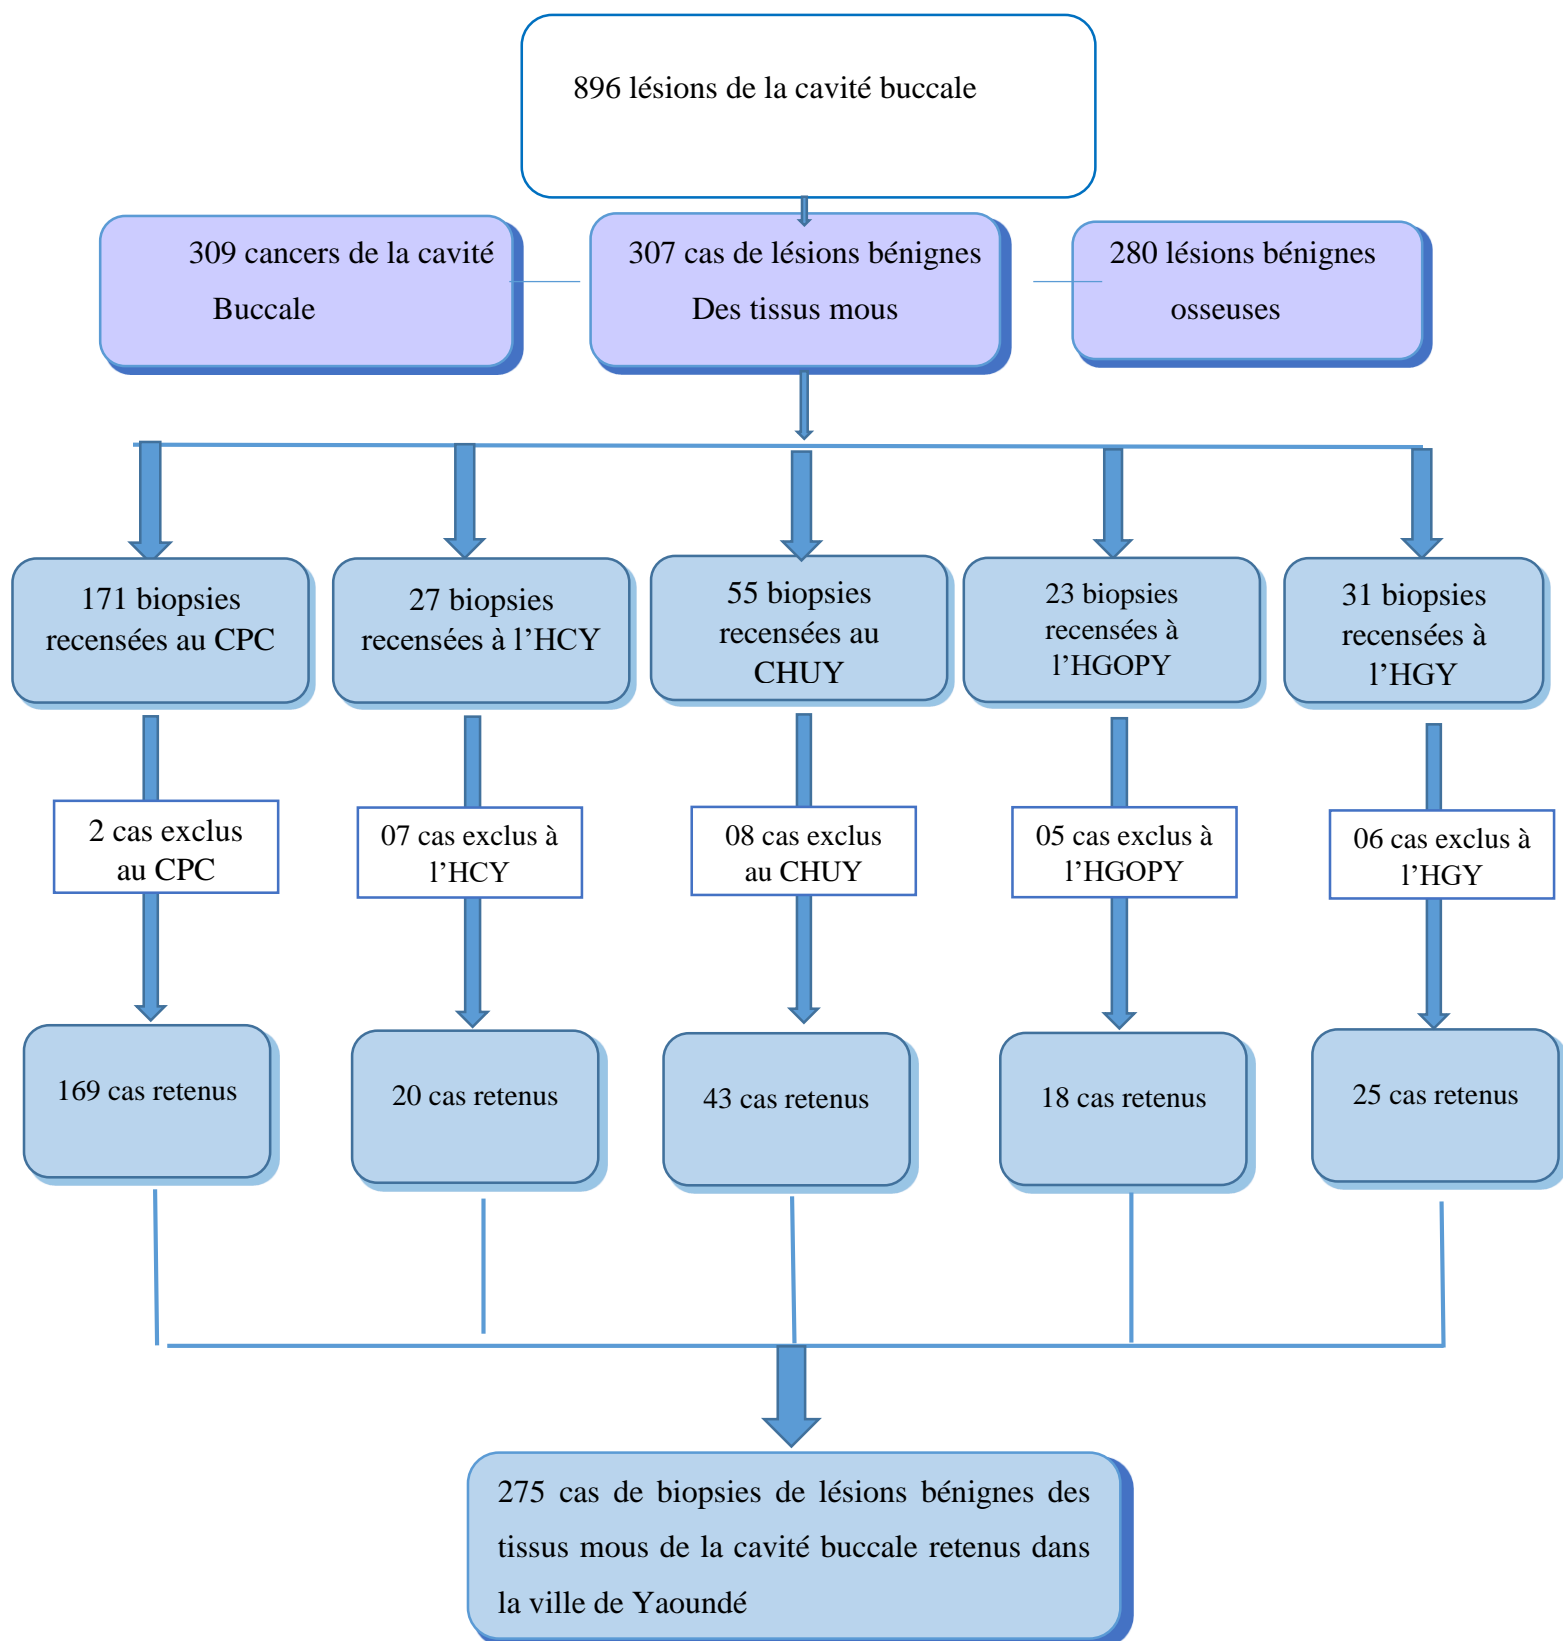 896 lésions de la cavité buccale
309 cancers de la cavité
Buccale
307 cas de lésions bénignes
Des tissus mous
280 lésions bénignes
osseuses
171 biopsies
recensées au CPC
27 biopsies
recensées à l’HCY
55 biopsies
recensées au
CHUY
23 biopsies
recensées à
l’HGOPY
31 biopsies
recensées à
l’HGY
2 cas exclus
au CPC
07 cas exclus à
l’HCY
08 cas exclus
au CHUY
05 cas exclus à
l’HGOPY
06 cas exclus à
l’HGY
169 cas retenus
20 cas retenus
43 cas retenus
18 cas retenus
25 cas retenus
275 cas de biopsies de lésions bénignes des
tissus mous de la cavité buccale retenus dans
la ville de Yaoundé